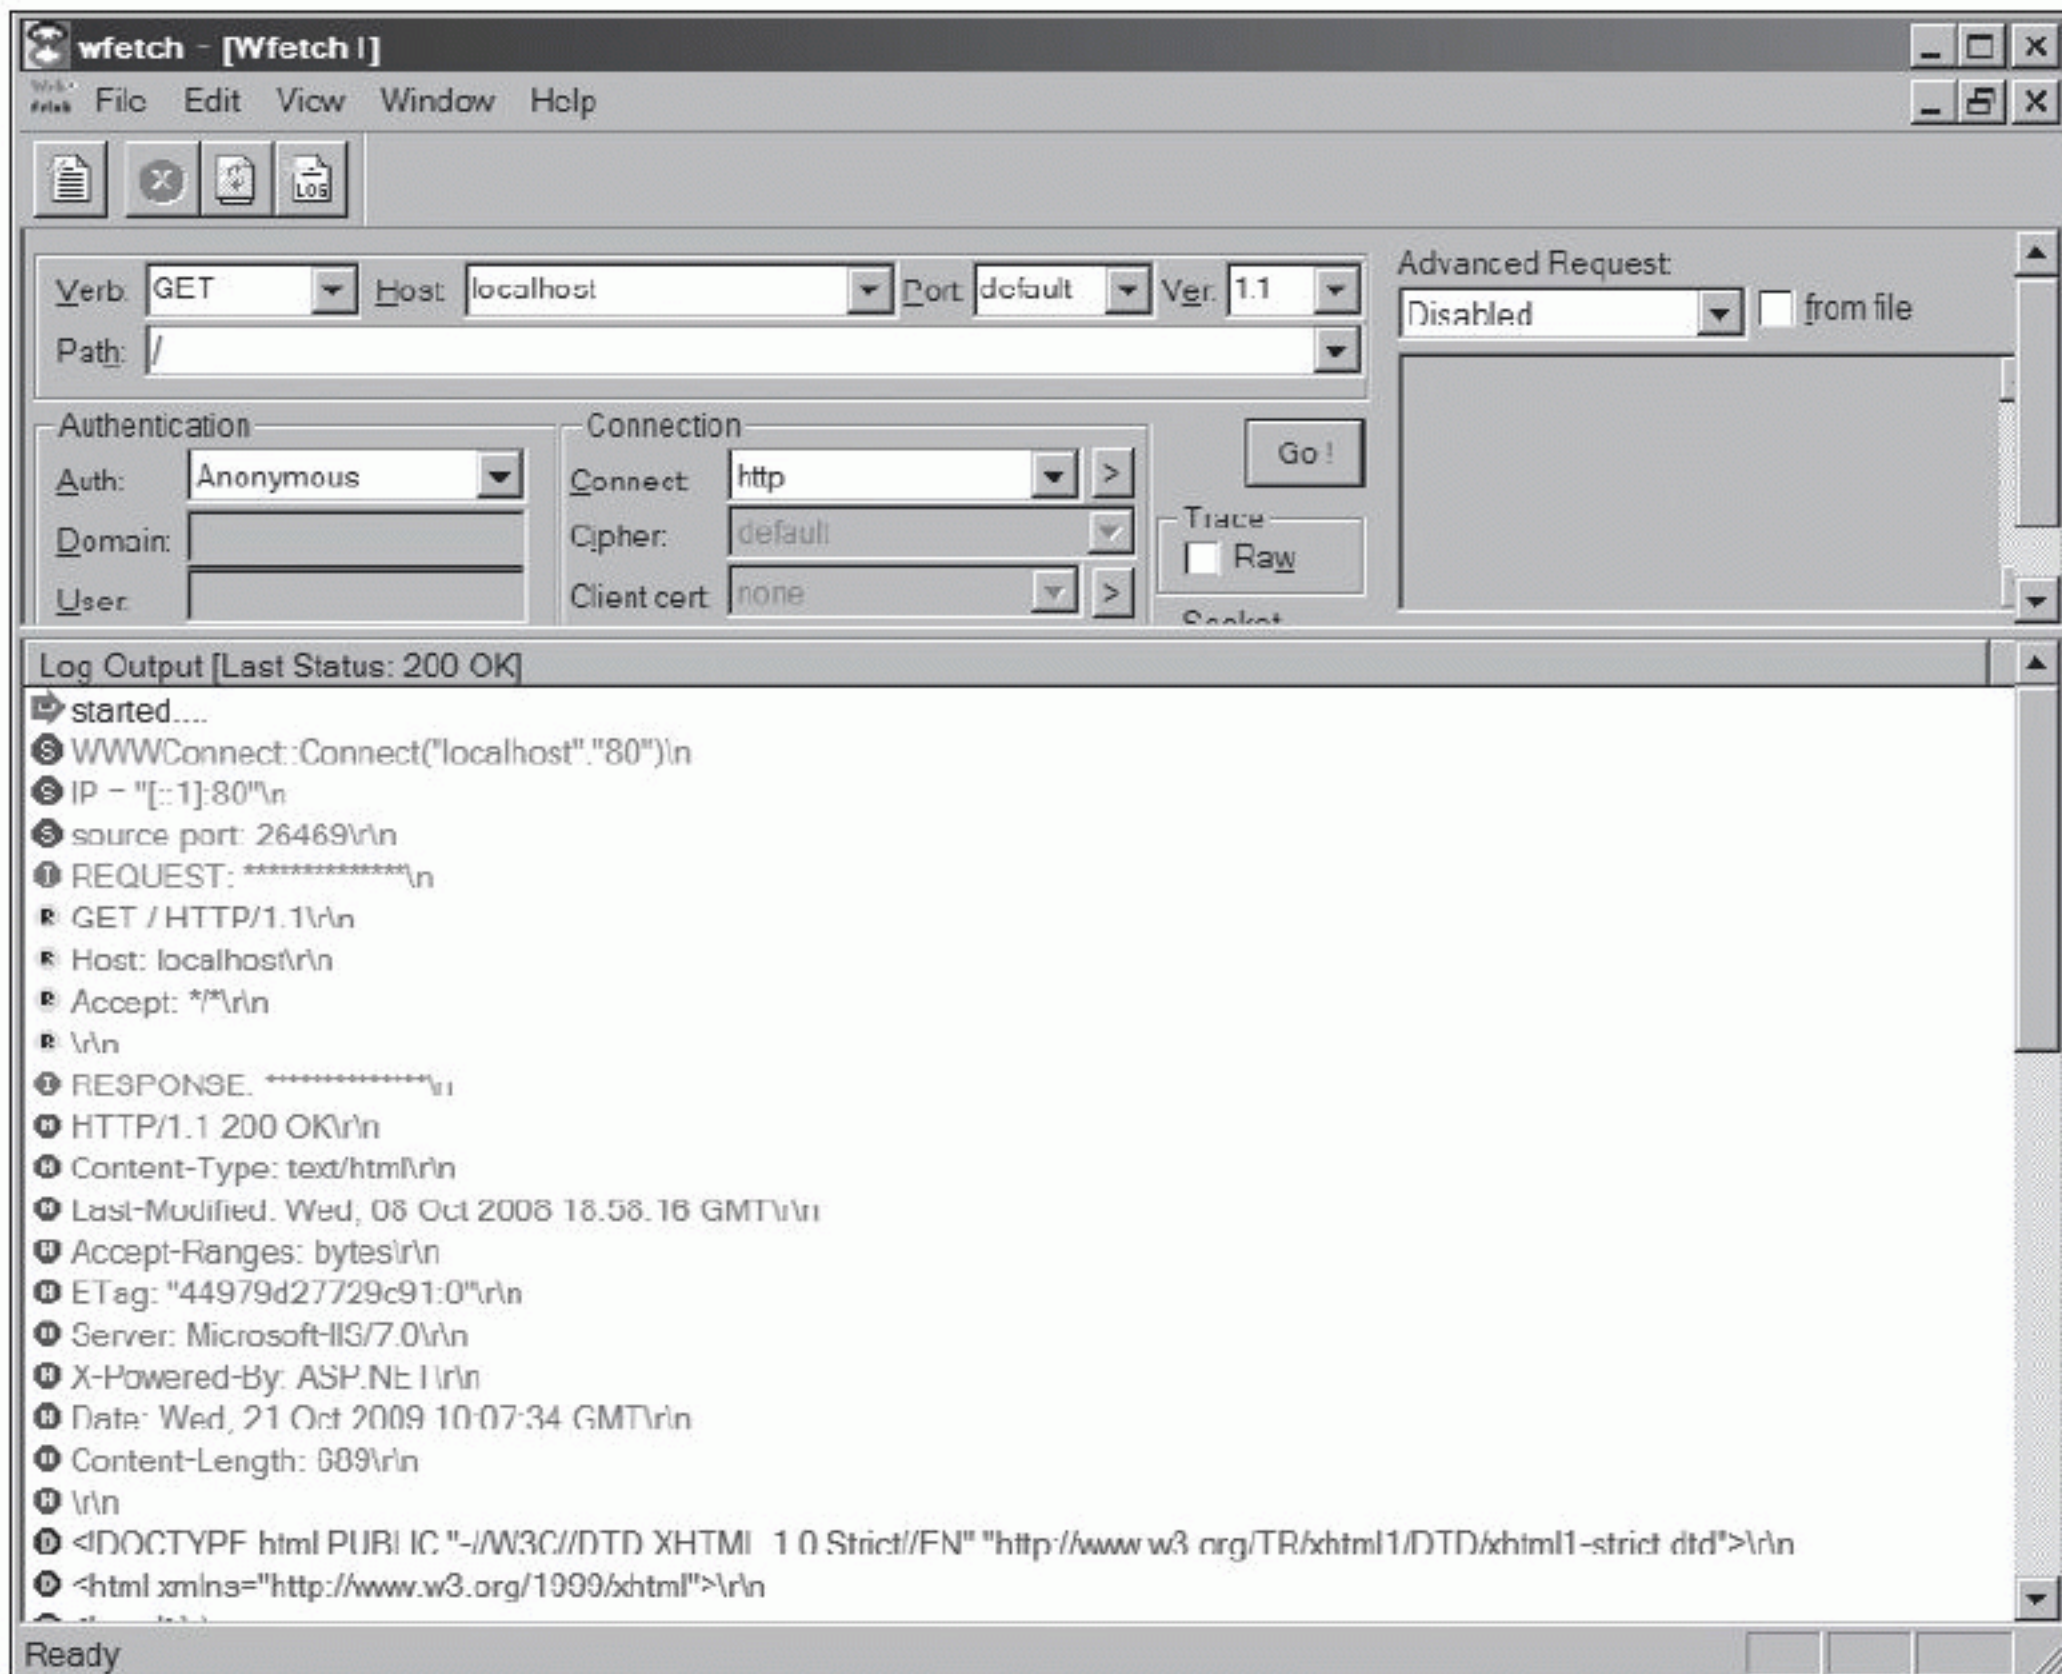 wfetch - [Wfetch1]
File Edit View Window Help
LOG
Verb: GET Host: localhost Port: default Ver: 1.1
Path: /
Advanced Request:
Disabled from file
Authentication
Auth: Anonymous
Domain:
User:
Connection
Connect: http >
Cipher: default
Client cert: none >
Go !
Trace
Raw
Socket
Log Output [Last Status: 200 OK]
started....
WWWConnect::Connect("localhost","80")\n
IP = "[::1]:80"\n
source port: 26469\r\n
REQUEST: **************\n
GET / HTTP/1.1\r\n
Host: localhost\r\n
Accept: */*\r\n
\r\n
RESPONSE: **************\n
HTTP/1.1 200 OK\r\n
Content-Type: text/html\r\n
Last-Modified: Wed, 08 Oct 2008 18:58:16 GMT\r\n
Accept-Ranges: bytes\r\n
ETag: "44979d27729c91:0"\r\n
Server: Microsoft-IIS/7.0\r\n
X-Powered-By: ASP.NET\r\n
Date: Wed, 21 Oct 2009 10:07:34 GMT\r\n
Content-Length: 689\r\n
\r\n
<!DOCTYPE html PUBLIC "-//W3C//DTD XHTML 1.0 Strict//EN" "http://www.w3.org/TR/xhtml1/DTD/xhtml1-strict.dtd">\r\n
<html xmlns="http://www.w3.org/1999/xhtml">\r\n
Ready